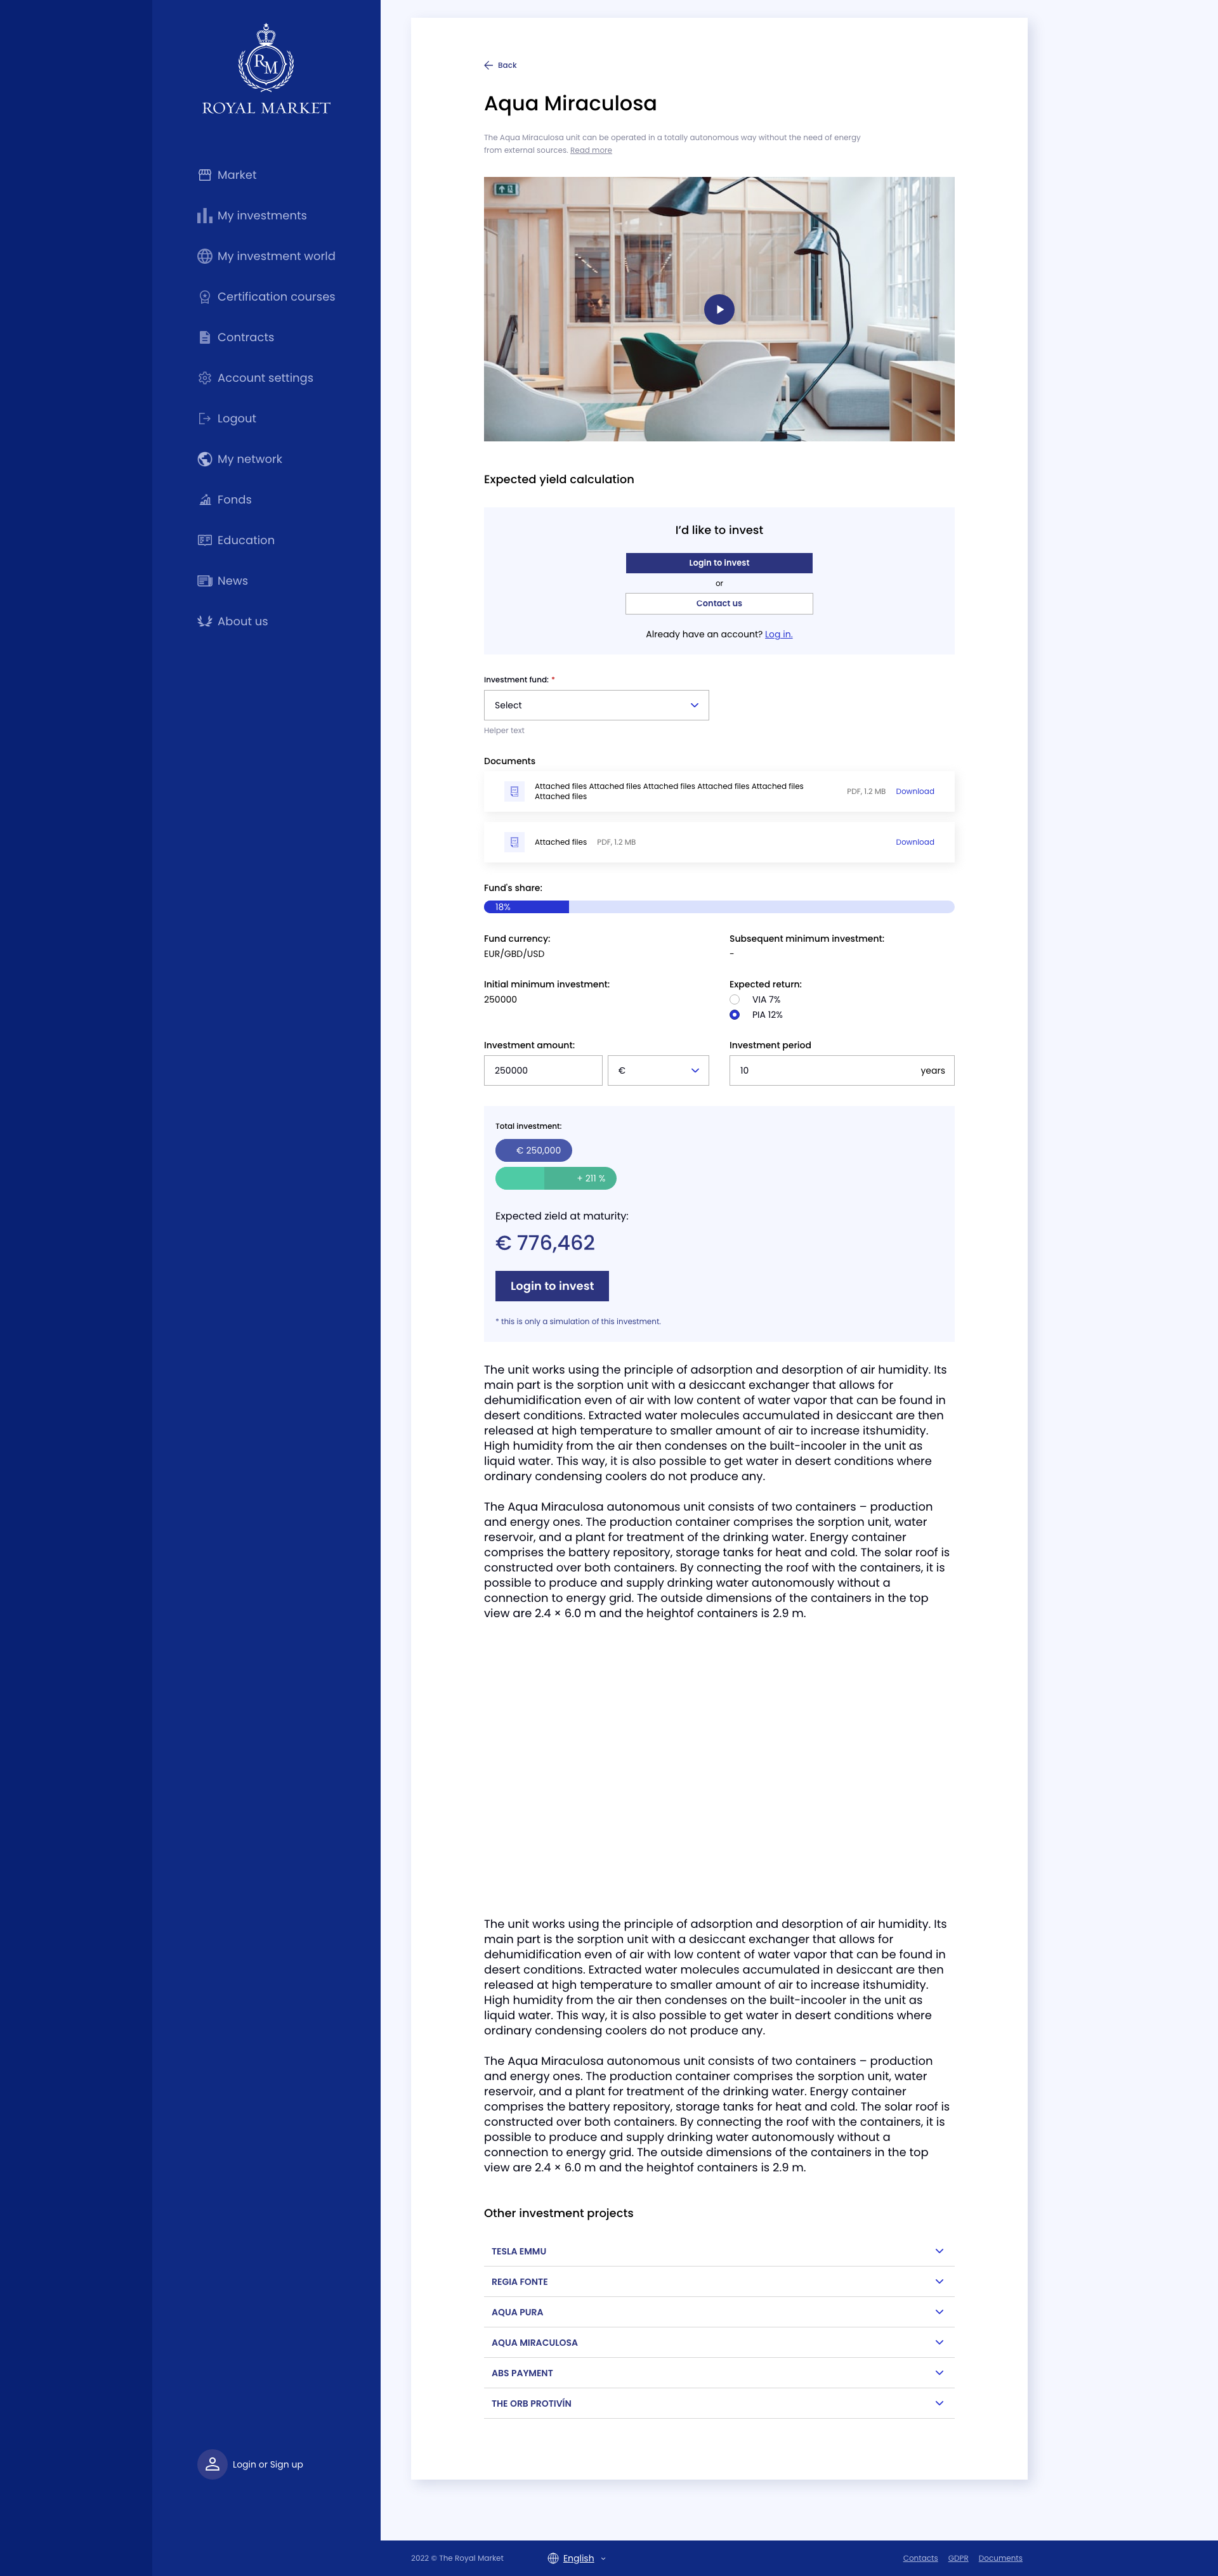 RM
ROYAL MARKET
Market
My investments
My investment world
Certification courses
Contracts
Account settings
Logout
My network
Fonds
Education
News
About us
Login or Sign up
Back
Aqua Miraculosa
The Aqua Miraculosa unit can be operated in a totally autonomous way without the need of energy
from external sources. Read more
Expected yield calculation
I'd like to invest
Login to invest
or
Contact us
Already have an account? Log in.
Investment fund: *
Select
Helper text
Documents
Attached files Attached files Attached files Attached files Attached files
Attached files
PDF, 1.2 MB Download
Attached files PDF, 1.2 MB Download
Fund's share:
18%
Fund currency:
EUR/GBD/USD
Subsequent minimum investment:
-
Initial minimum investment:
250000
Expected return:
VIA 7%
PIA 12%
Investment amount:
250000 €
Investment period
10 years
Total investment:
€ 250,000
+ 211 %
Expected zield at maturity:
€ 776,462
Login to invest
* this is only a simulation of this investment.
The unit works using the principle of adsorption and desorption of air humidity. Its
main part is the sorption unit with a desiccant exchanger that allows for
dehumidification even of air with low content of water vapor that can be found in
desert conditions. Extracted water molecules accumulated in desiccant are then
released at high temperature to smaller amount of air to increase itshumidity.
High humidity from the air then condenses on the built-incooler in the unit as
liquid water. This way, it is also possible to get water in desert conditions where
ordinary condensing coolers do not produce any.
The Aqua Miraculosa autonomous unit consists of two containers – production
and energy ones. The production container comprises the sorption unit, water
reservoir, and a plant for treatment of the drinking water. Energy container
comprises the battery repository, storage tanks for heat and cold. The solar roof is
constructed over both containers. By connecting the roof with the containers, it is
possible to produce and supply drinking water autonomously without a
connection to energy grid. The outside dimensions of the containers in the top
view are 2.4 × 6.0 m and the heightof containers is 2.9 m.
The unit works using the principle of adsorption and desorption of air humidity. Its
main part is the sorption unit with a desiccant exchanger that allows for
dehumidification even of air with low content of water vapor that can be found in
desert conditions. Extracted water molecules accumulated in desiccant are then
released at high temperature to smaller amount of air to increase itshumidity.
High humidity from the air then condenses on the built-incooler in the unit as
liquid water. This way, it is also possible to get water in desert conditions where
ordinary condensing coolers do not produce any.
The Aqua Miraculosa autonomous unit consists of two containers – production
and energy ones. The production container comprises the sorption unit, water
reservoir, and a plant for treatment of the drinking water. Energy container
comprises the battery repository, storage tanks for heat and cold. The solar roof is
constructed over both containers. By connecting the roof with the containers, it is
possible to produce and supply drinking water autonomously without a
connection to energy grid. The outside dimensions of the containers in the top
view are 2.4 × 6.0 m and the heightof containers is 2.9 m.
Other investment projects
TESLA EMMU
REGIA FONTE
AQUA PURA
AQUA MIRACULOSA
ABS PAYMENT
THE ORB PROTIVÍN
2022 © The Royal Market
English
Contacts GDPR Documents